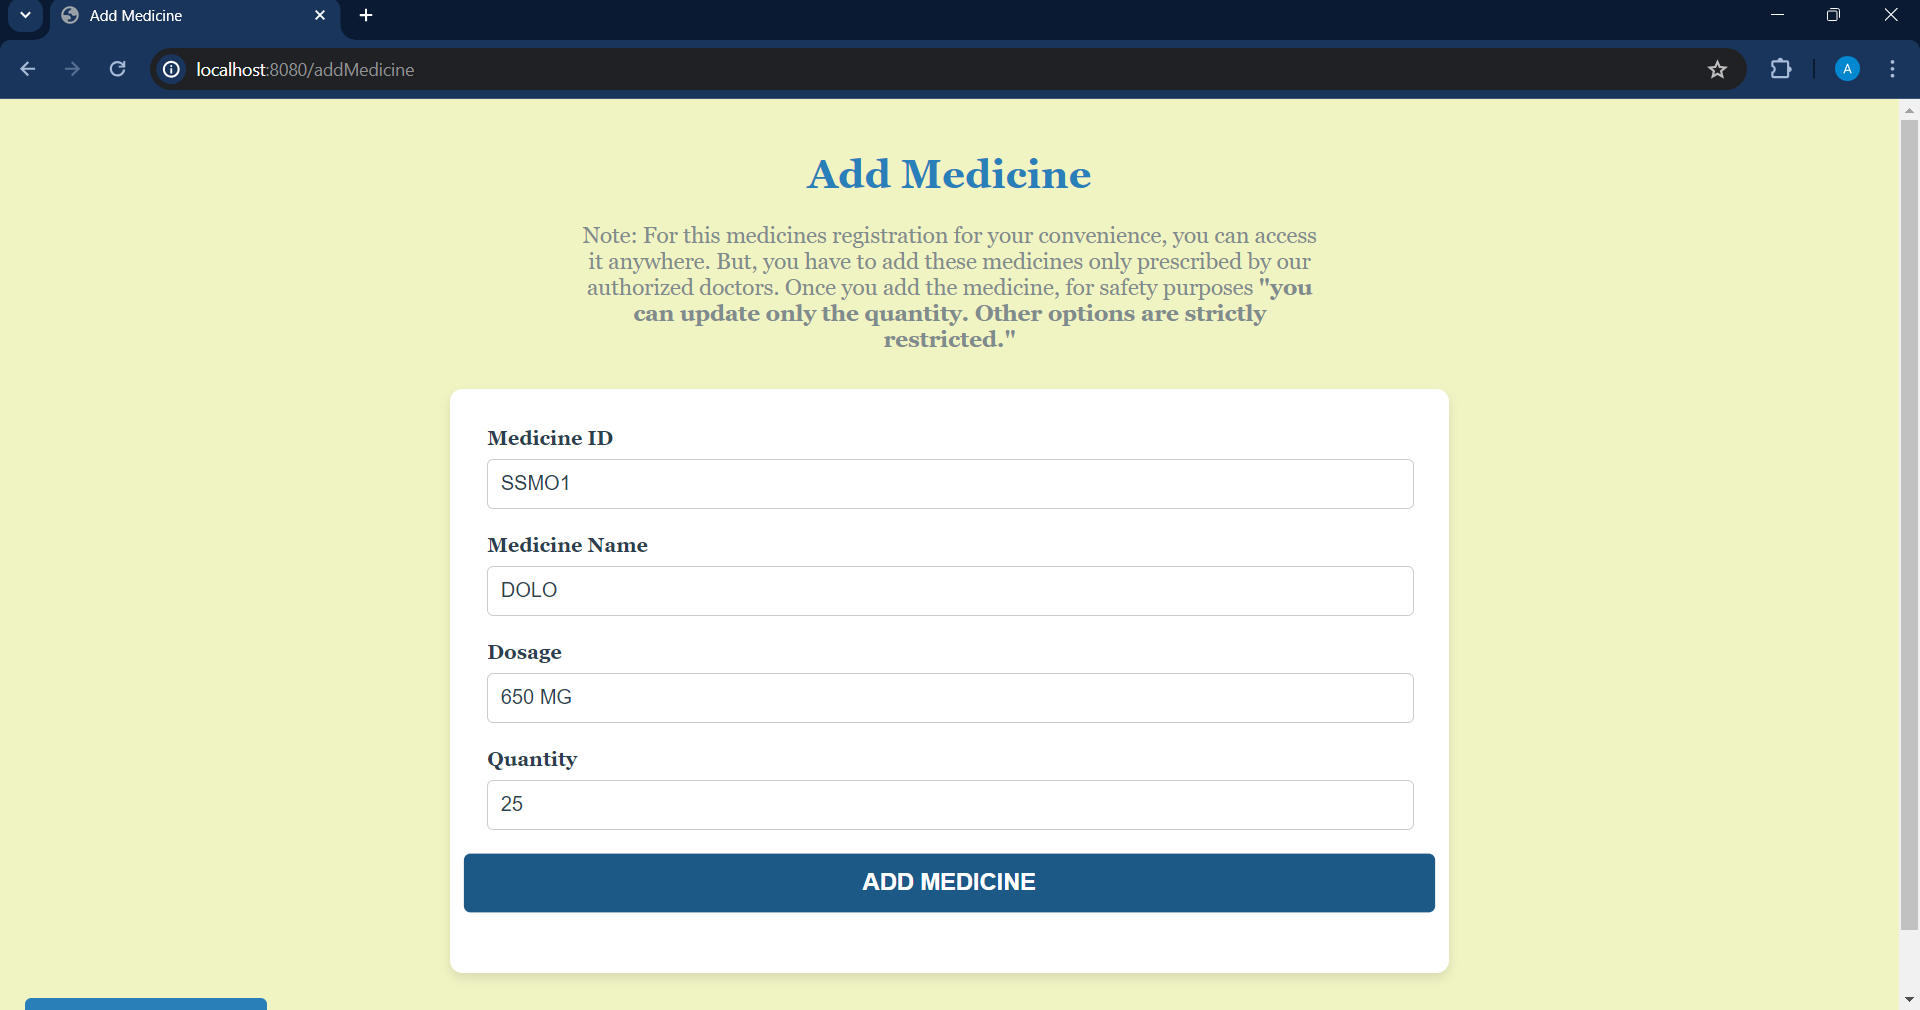 Add Medicine
localhost:8080/addMedicine
A
Add Medicine
Note: For this medicines registration for your convenience, you can access
it anywhere. But, you have to add these medicines only prescribed by our
authorized doctors. Once you add the medicine, for safety purposes "you
can update only the quantity. Other options are strictly
restricted."
Medicine ID
SSMO1
Medicine Name
DOLO
Dosage
650 MG
Quantity
25
ADD MEDICINE